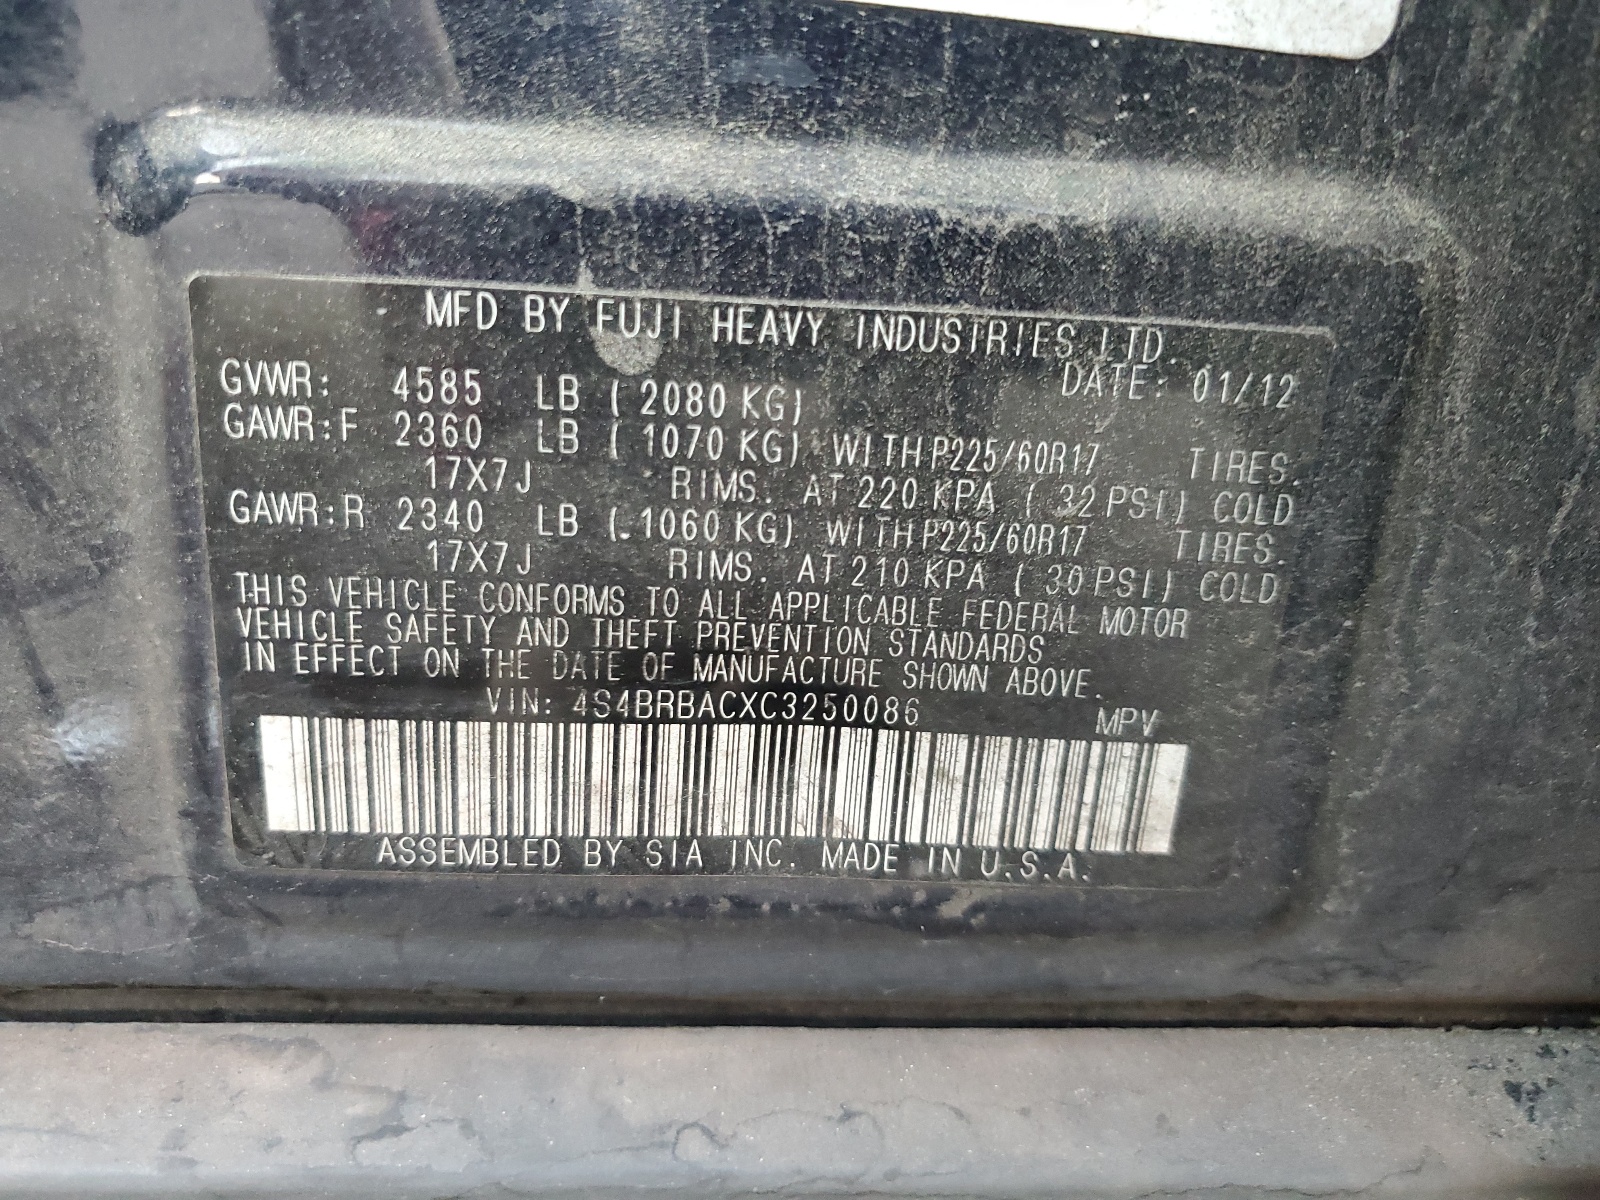 MFD BY FUJI HEAVY INDUSTRIES LTD.
DATE: 01/12
GVWR: 4585 LB ( 2080 KG)
GAWR:F 2360 LB ( 1070 KG) WITH P225/60R17 TIRES.
17X7J RIMS. AT 220 KPA ( 32 PSI) COLD
GAWR:R 2340 LB ( 1060 KG) WITH P225/60R17 TIRES.
17X7J RIMS. AT 210 KPA ( 30 PSI) COLD
THIS VEHICLE CONFORMS TO ALL APPLICABLE FEDERAL MOTOR
VEHICLE SAFETY AND THEFT PREVENTION STANDARDS
IN EFFECT ON THE DATE OF MANUFACTURE SHOWN ABOVE.
VIN: 4S4BRBACXC3250086 MPV
ASSEMBLED BY SIA INC. MADE IN U.S.A.